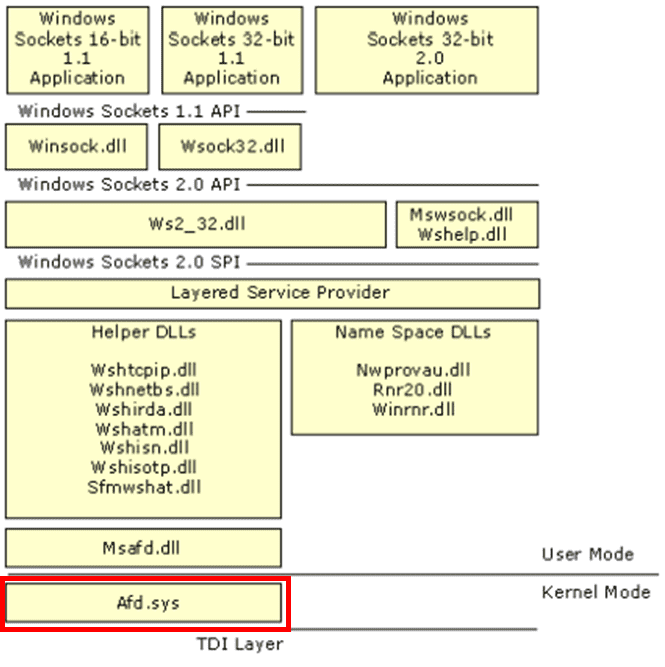 Windows
Sockets 16-bit
1.1
Application
Windows
Sockets 32-bit
1.1
Application
Windows
Sockets 32-bit
2.0
Application
Windows Sockets 1.1 API
Winsock.dll
Wsock32.dll
Windows Sockets 2.0 API
Ws2_32.dll
Mswsock.dll
Wshelp.dll
Windows Sockets 2.0 SPI
Layered Service Provider
Helper DLLs
Wshtcpip.dll
Wshnetbs.dll
Wshirda.dll
Wshatm.dll
Wshisn.dll
Wshisotp.dll
Sfmwshat.dll
Name Space DLLs
Nwprovau.dll
Rnr20.dll
Winrnr.dll
Msafd.dll
User Mode
Kernel Mode
Afd.sys
TDI Layer